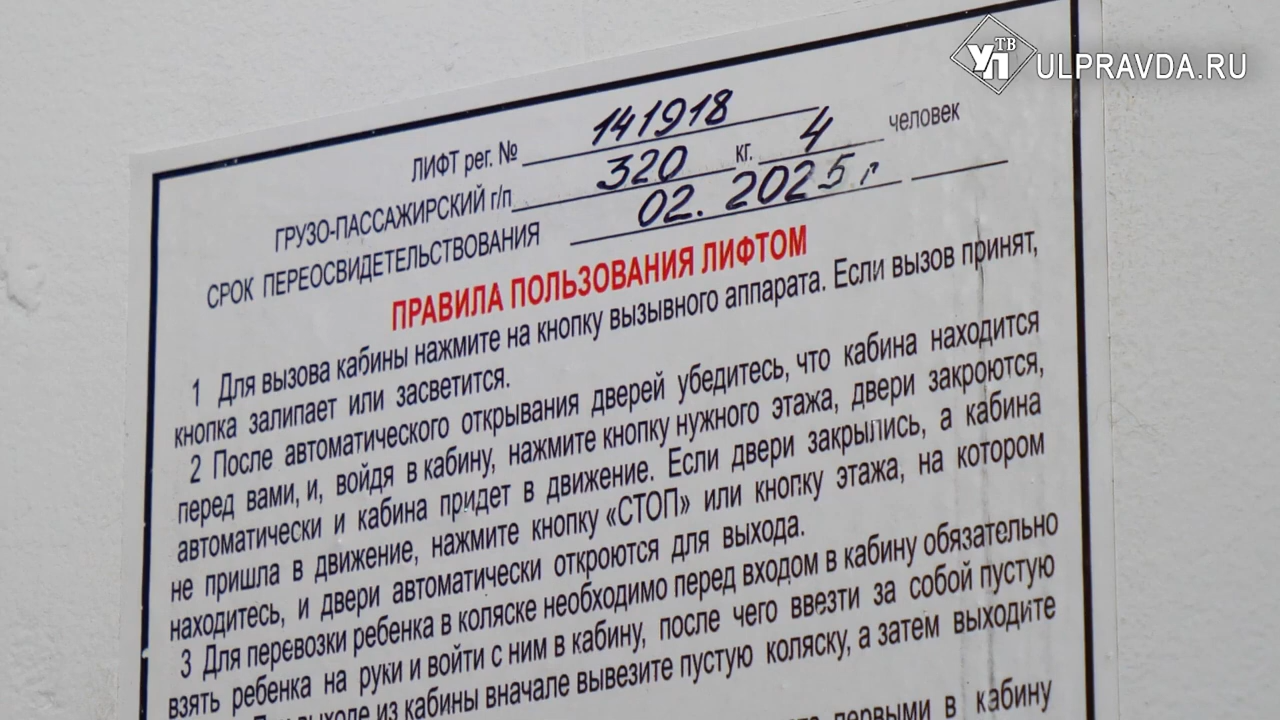 УП ТВ ULPRAVDA.RU
ЛИФТ рег. № 141918
ГРУЗО-ПАССАЖИРСКИЙ г/п 320 кг. 4 человек
СРОК ПЕРЕОСВИДЕТЕЛЬСТВОВАНИЯ 02. 2025 г
ПРАВИЛА ПОЛЬЗОВАНИЯ ЛИФТОМ
1 Для вызова кабины нажмите на кнопку вызывного аппарата. Если вызов принят,
кнопка залипает или засветится.
2 После автоматического открывания дверей убедитесь, что кабина находится
перед вами, и, войдя в кабину, нажмите кнопку нужного этажа, двери закроются,
автоматически и кабина придет в движение. Если двери закрылись, а кабина
не пришла в движение, нажмите кнопку «СТОП» или кнопку этажа, на котором
находитесь, и двери автоматически откроются для выхода.
3 Для перевозки ребенка в коляске необходимо перед входом в кабину обязательно
взять ребенка на руки и войти с ним в кабину, после чего ввезти за собой пустую
выходе из кабины вначале вывезите пустую коляску, а затем выходите
первыми в кабину